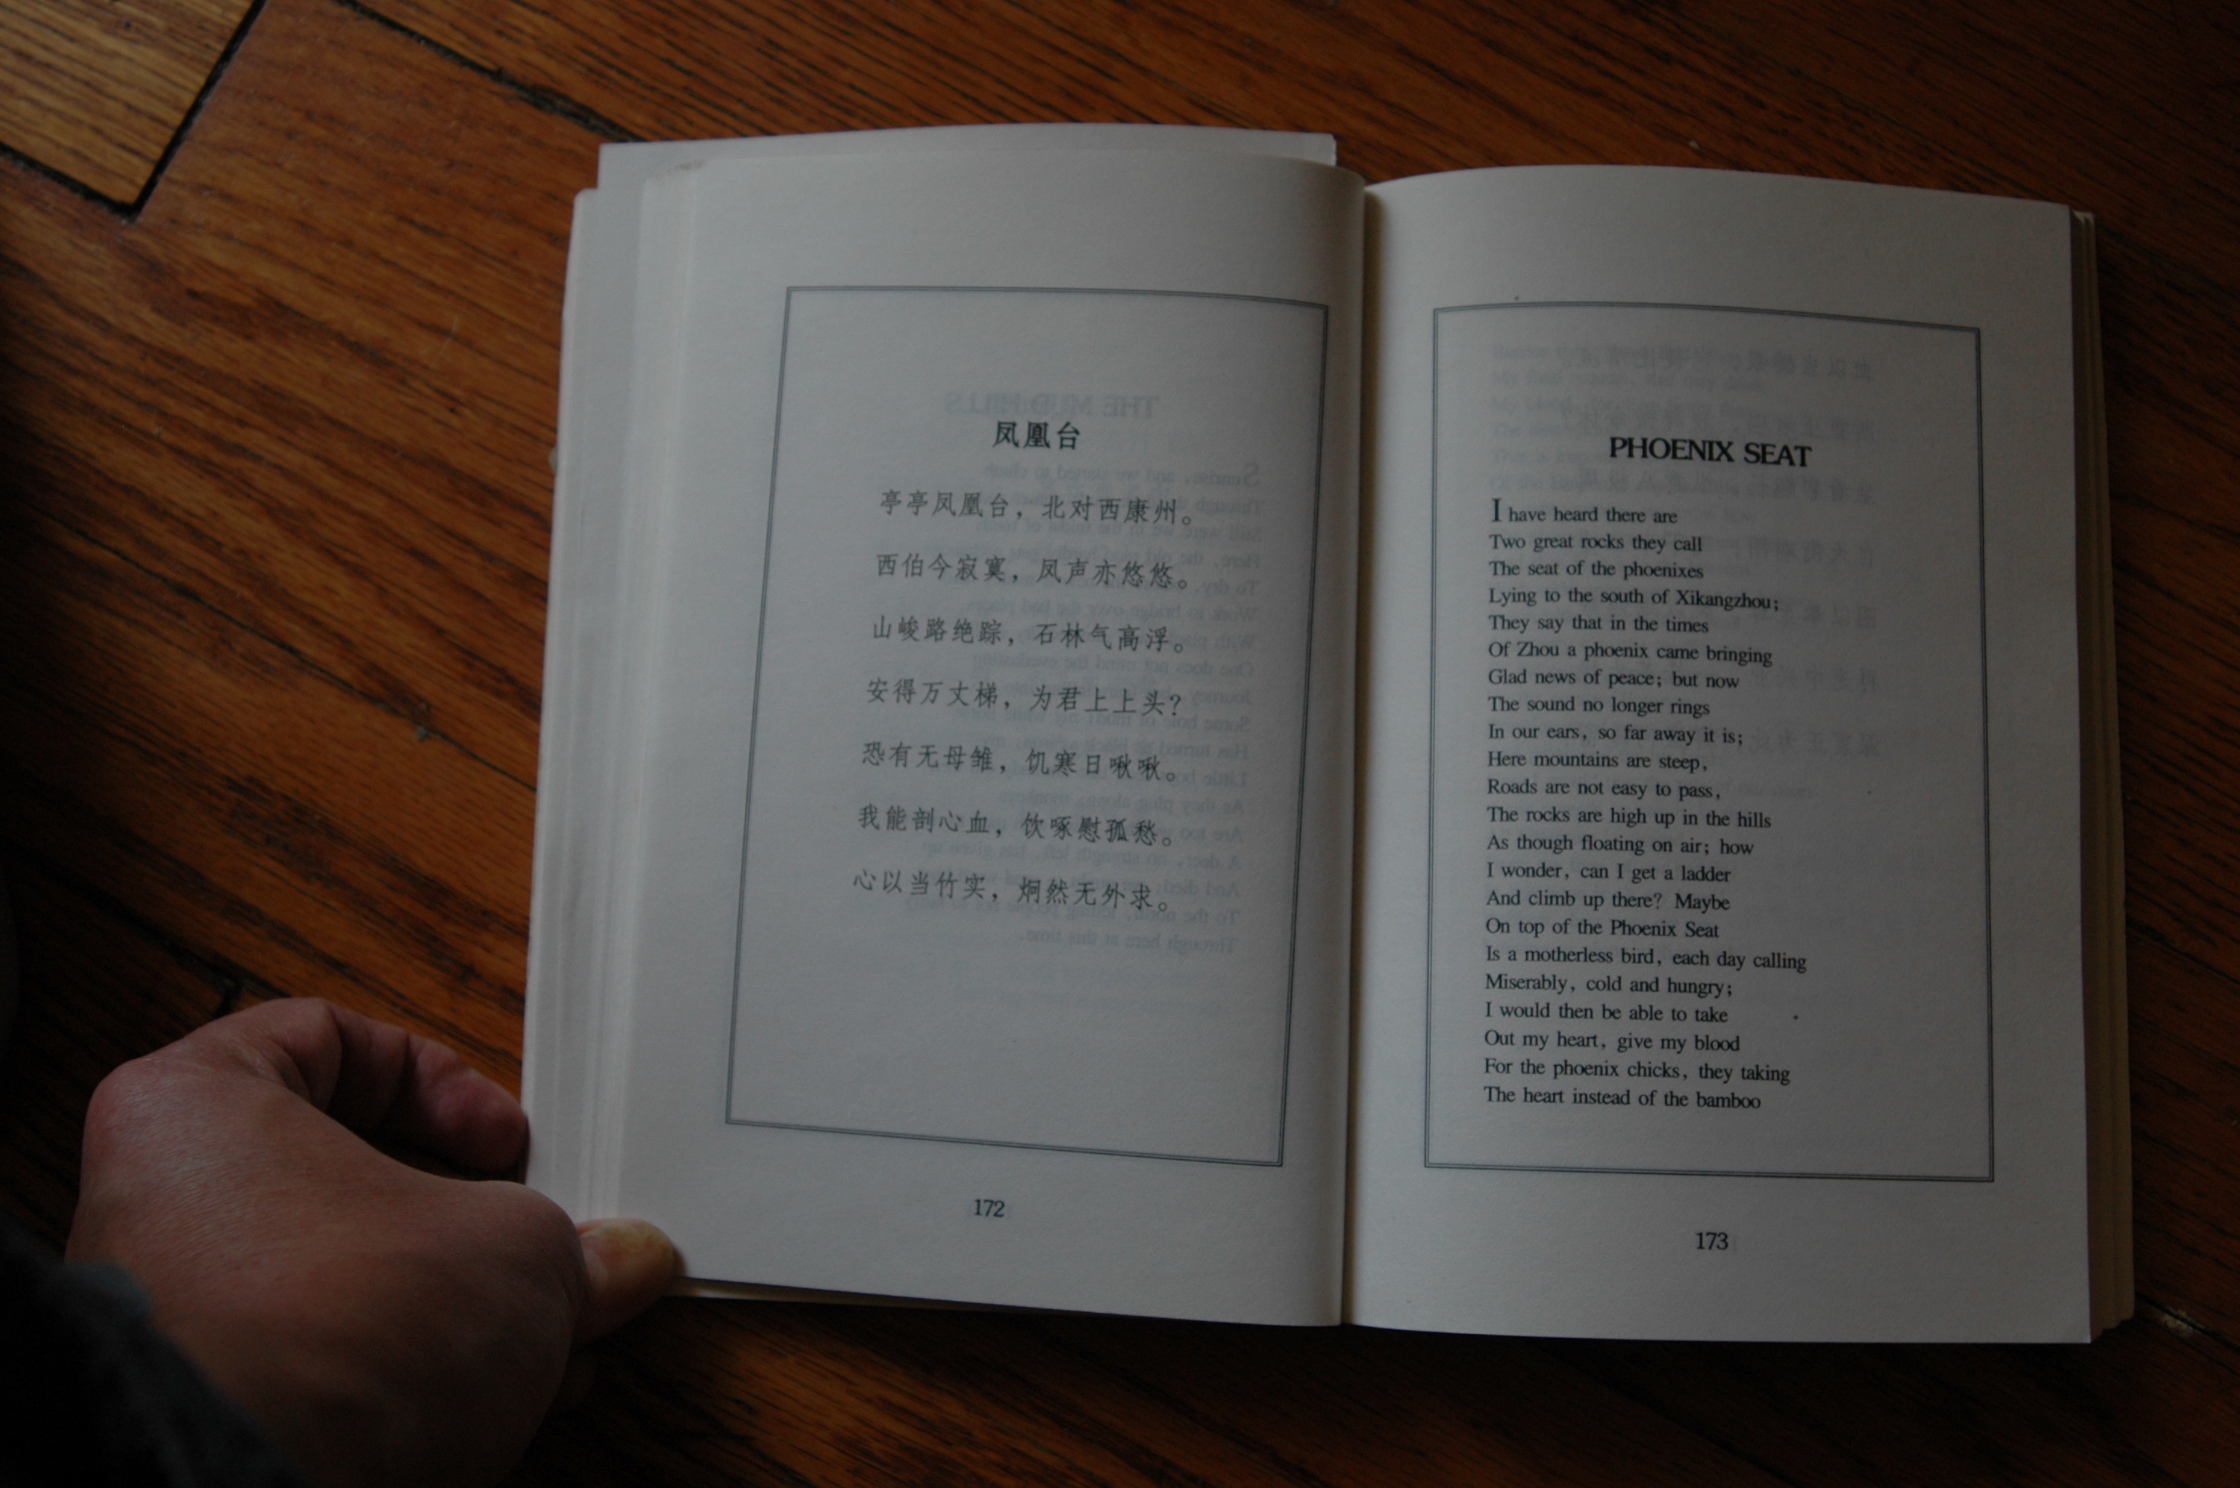 凤凰台
亭亭凤凰台，北对西康州。
西伯今寂寞，凤声亦悠悠。
山峻路绝踪，石林气高浮。
安得万丈梯，为君上上头？
恐有无母雏，饥寒日啾啾。
我能剖心血，饮啄慰孤愁。
心以当竹实，炯然无外求。
172
PHOENIX SEAT
I have heard there are
Two great rocks they call
The seat of the phoenixes
Lying to the south of Xikangzhou;
They say that in the times
Of Zhou a phoenix came bringing
Glad news of peace; but now
The sound no longer rings
In our ears, so far away it is;
Here mountains are steep,
Roads are not easy to pass,
The rocks are high up in the hills
As though floating on air; how
I wonder, can I get a ladder
And climb up there? Maybe
On top of the Phoenix Seat
Is a motherless bird, each day calling
Miserably, cold and hungry;
I would then be able to take
Out my heart, give my blood
For the phoenix chicks, they taking
The heart instead of the bamboo
173